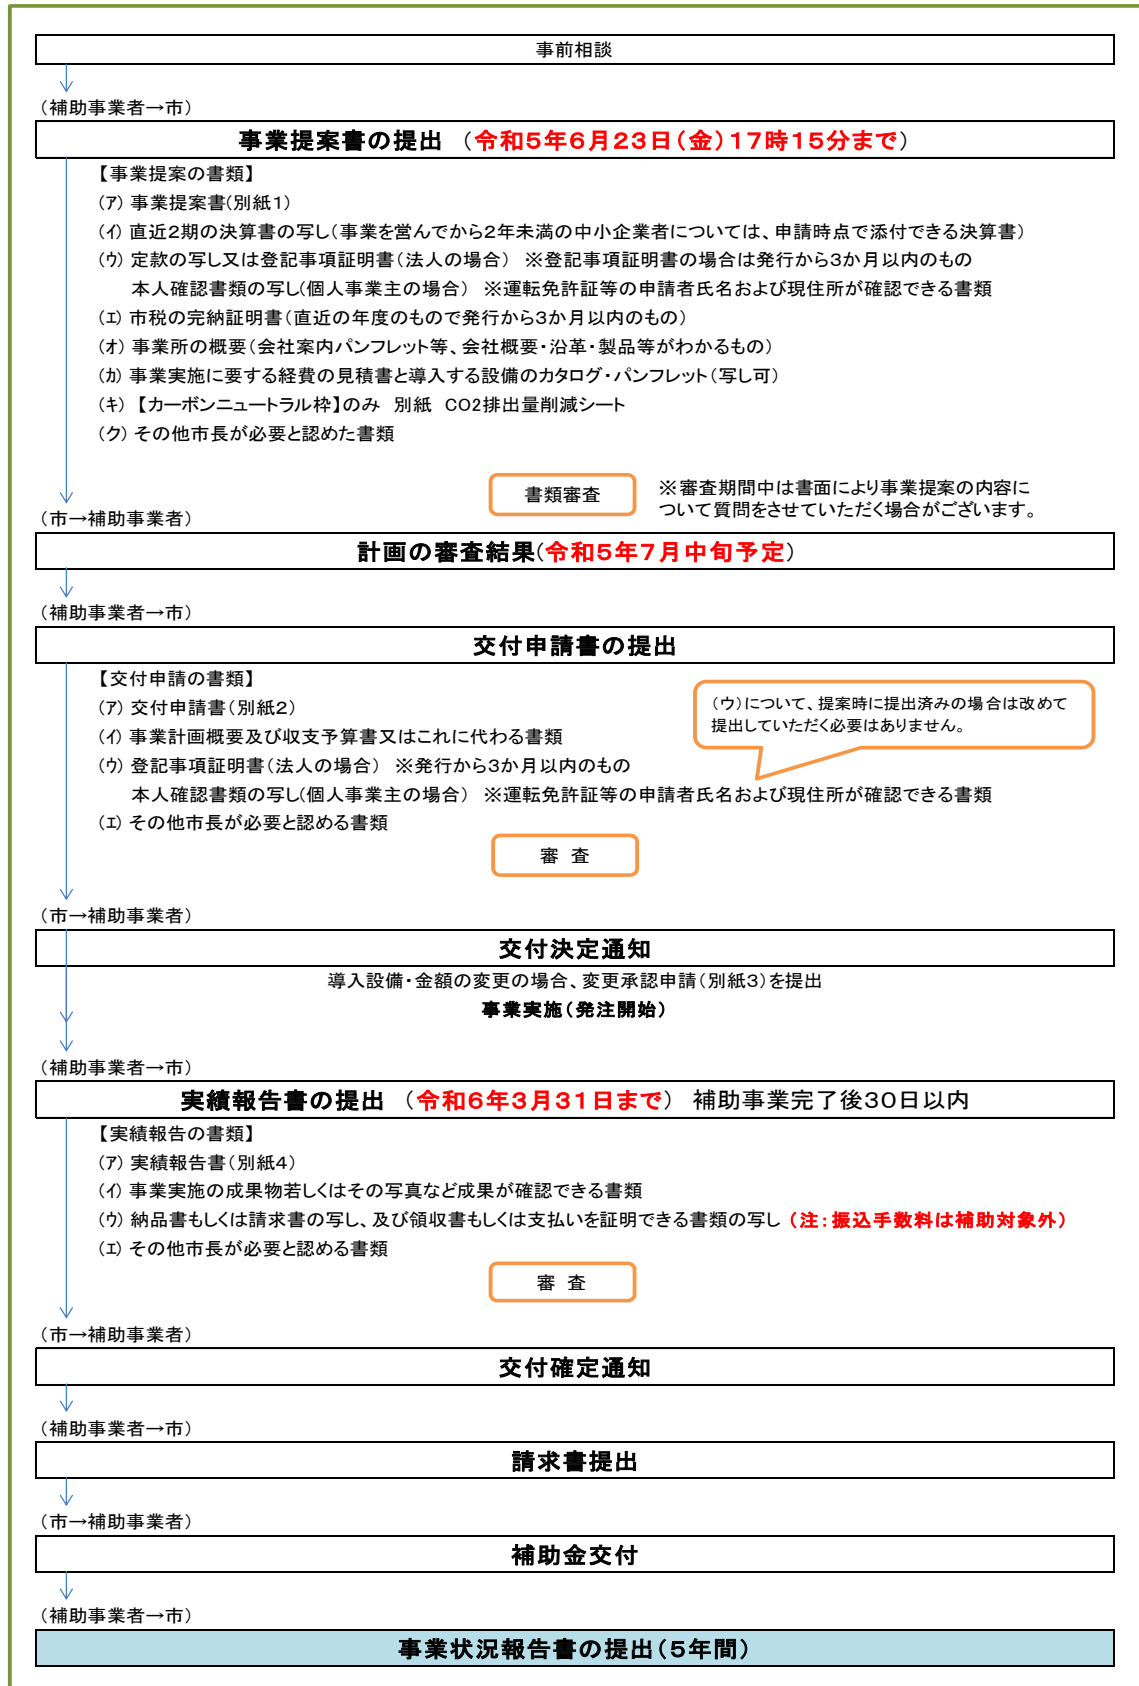 事前相談
（補助事業者→市）
事業提案書の提出 （令和５年６月２３日（金）１７時１５分まで）
【事業提案の書類】
（ア） 事業提案書（別紙１）
（イ） 直近２期の決算書の写し（事業を営んでから２年未満の中小企業者については、申請時点で添付できる決算書）
（ウ） 定款の写し又は登記事項証明書（法人の場合） ※登記事項証明書の場合は発行から３か月以内のもの
本人確認書類の写し（個人事業主の場合） ※運転免許証等の申請者氏名および現住所が確認できる書類
（エ） 市税の完納証明書（直近の年度のもので発行から３か月以内のもの）
（オ） 事業所の概要（会社案内パンフレット等、会社概要・沿革・製品等がわかるもの）
（カ） 事業実施に要する経費の見積書と導入する設備のカタログ・パンフレット（写し可）
（キ） 【カーボンニュートラル枠】のみ 別紙 CO2排出量削減シート
（ク） その他市長が必要と認めた書類
書類審査
※審査期間中は書面により事業提案の内容に
ついて質問をさせていただく場合がございます。
（市→補助事業者）
計画の審査結果（令和５年７月中旬予定）
（補助事業者→市）
交付申請書の提出
【交付申請の書類】
（ア） 交付申請書（別紙２）
（ウ）について、提案時に提出済みの場合は改めて
提出していただく必要はありません。
（イ） 事業計画概要及び収支予算書又はこれに代わる書類
（ウ） 登記事項証明書（法人の場合） ※発行から３か月以内のもの
本人確認書類の写し（個人事業主の場合） ※運転免許証等の申請者氏名および現住所が確認できる書類
（エ） その他市長が必要と認める書類
審 査
（市→補助事業者）
交付決定通知
導入設備・金額の変更の場合、変更承認申請（別紙３）を提出
事業実施（発注開始）
（補助事業者→市）
実績報告書の提出 （令和６年３月３１日まで） 補助事業完了後３０日以内
【実績報告の書類】
（ア） 実績報告書（別紙４）
（イ） 事業実施の成果物若しくはその写真など成果が確認できる書類
（ウ） 納品書もしくは請求書の写し、及び領収書もしくは支払いを証明できる書類の写し （注：振込手数料は補助対象外）
（エ） その他市長が必要と認める書類
審 査
（市→補助事業者）
交付確定通知
（補助事業者→市）
請求書提出
（市→補助事業者）
補助金交付
（補助事業者→市）
事業状況報告書の提出（５年間）